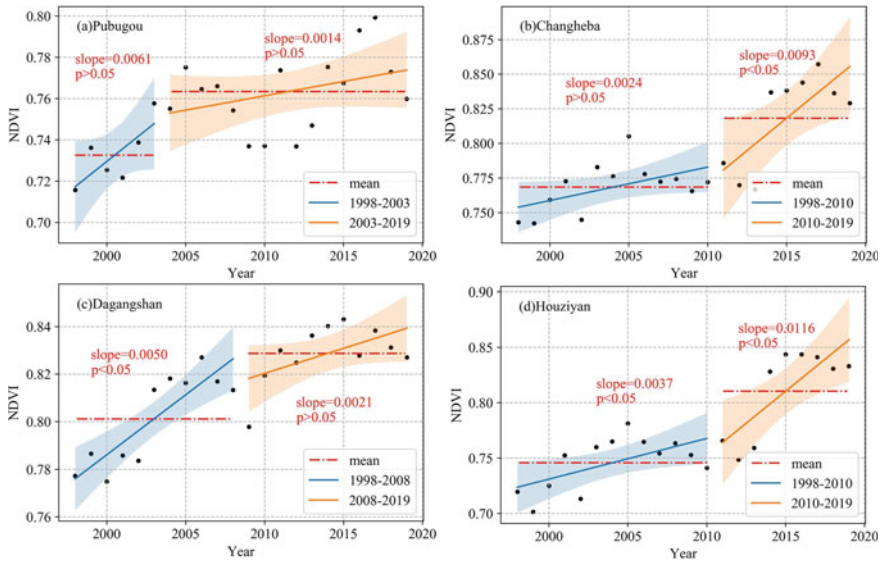 (a)Pubugou
slope=0.0061
p>0.05
slope=0.0014
p>0.05
NDVI
0.80
0.78
0.76
0.74
0.72
0.70
mean
1998-2003
2003-2019
2000
2005
2010
2015
2020
Year
(b)Changheba
slope=0.0024
p>0.05
slope=0.0093
p<0.05
NDVI
0.875
0.850
0.825
0.800
0.775
0.750
mean
1998-2010
2010-2019
2000
2005
2010
2015
2020
Year
(c)Dagangshan
slope=0.0050
p<0.05
slope=0.0021
p>0.05
NDVI
0.84
0.82
0.80
0.78
0.76
mean
1998-2008
2008-2019
2000
2005
2010
2015
2020
Year
(d)Houziyan
slope=0.0037
p<0.05
slope=0.0116
p<0.05
NDVI
0.90
0.85
0.80
0.75
0.70
mean
1998-2010
2010-2019
2000
2005
2010
2015
2020
Year